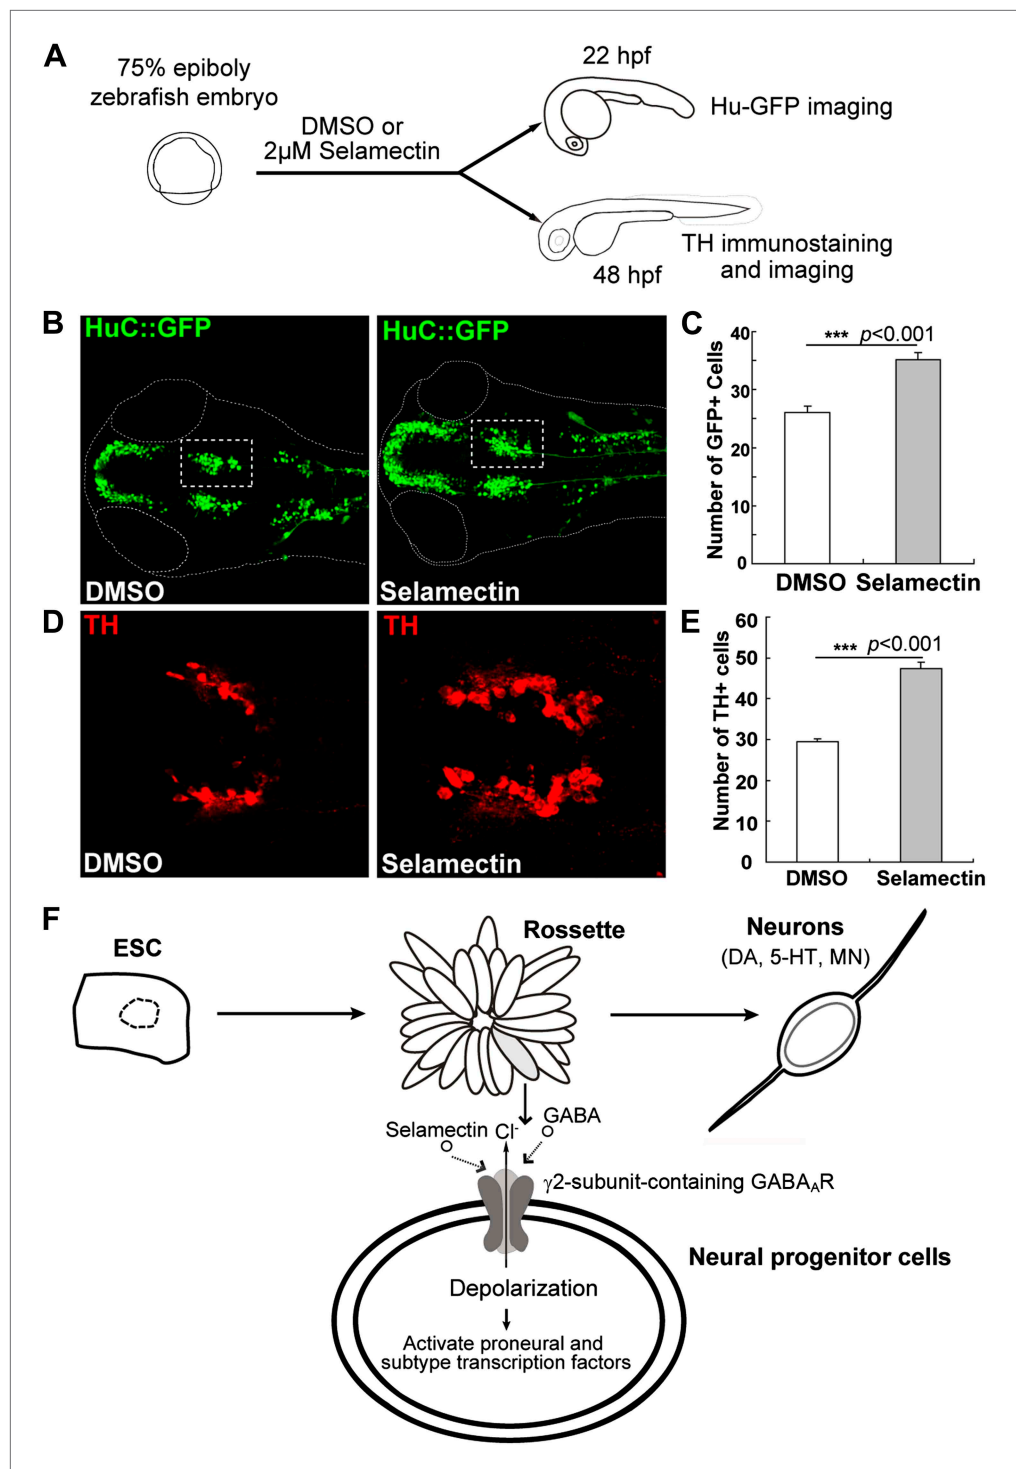 A
75% epiboly
zebrafish embryo
DMSO or
2µM Selamectin
22 hpf
Hu-GFP imaging
TH immunostaining
and imaging
48 hpf
B
HuC::GFP
DMSO
HuC::GFP
Selamectin
C
Number of GFP+ Cells
40
30
20
10
0
*** p<0.001
DMSO Selamectin
D
TH
DMSO
TH
Selamectin
E
Number of TH+ cells
60
50
40
30
20
10
0
*** p<0.001
DMSO Selamectin
F
ESC
Rossette
Neurons
(DA, 5-HT, MN)
Selamectin Cl- GABA
γ2-subunit-containing GABAAR
Neural progenitor cells
Depolarization
Activate proneural and
subtype transcription factors